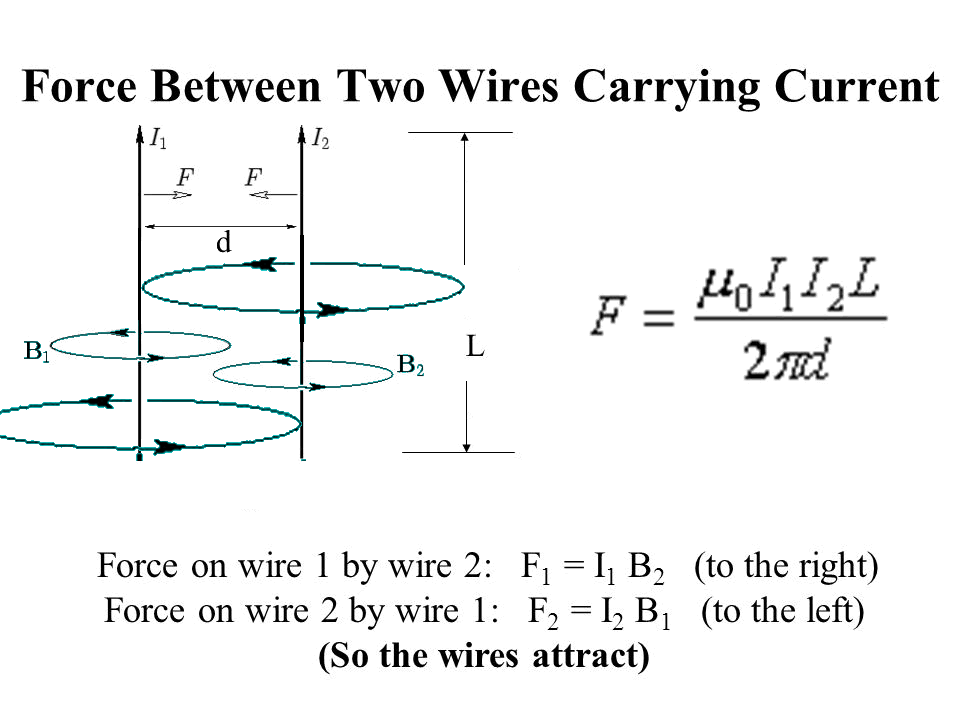 Force Between Two Wires Carrying Current
I₁ I₂
F F
d
F = μ₀I₁I₂L / 2πd
B₁ L
B₂
Force on wire 1 by wire 2: F₁ = I₁ B₂ (to the right)
Force on wire 2 by wire 1: F₂ = I₂ B₁ (to the left)
(So the wires attract)